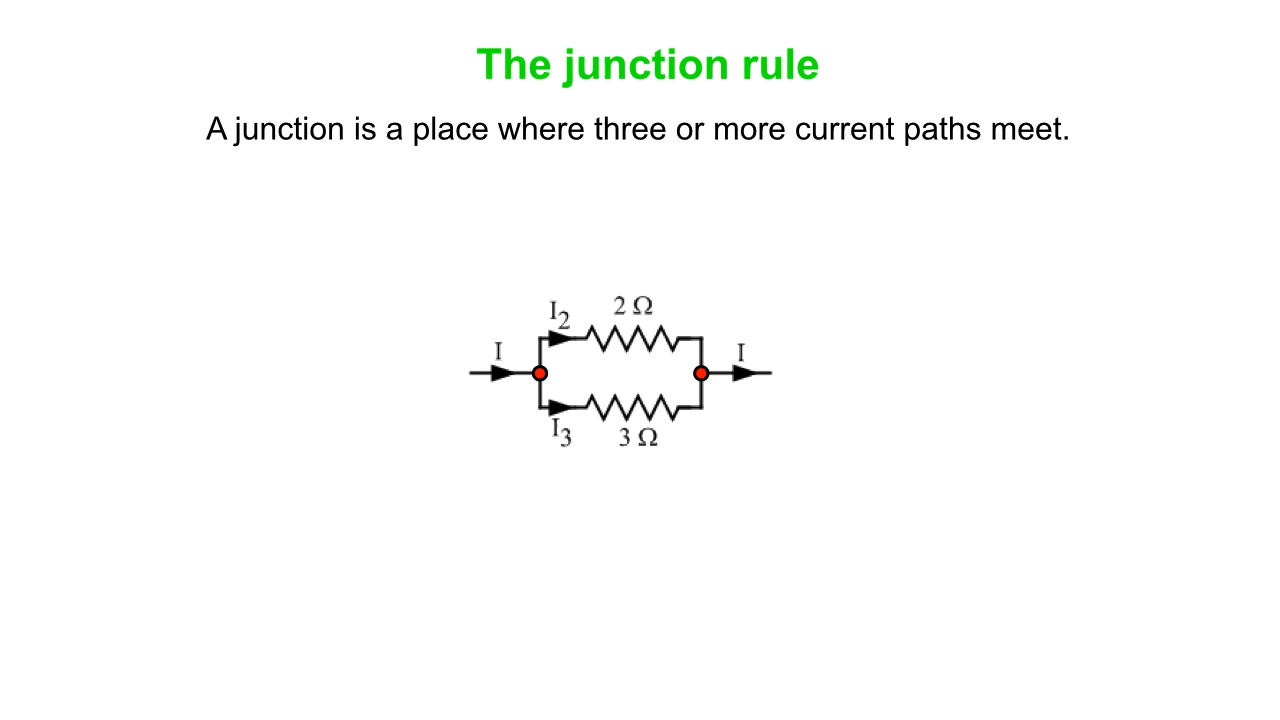 The junction rule
A junction is a place where three or more current paths meet.
I₂
2 Ω
I
I
I₃
3 Ω